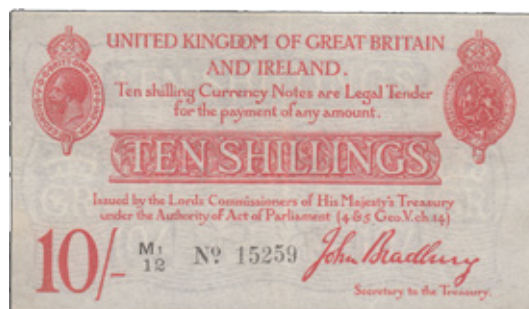 UNITED KINGDOM OF GREAT BRITAIN
AND IRELAND.
Ten shilling Currency Notes are Legal Tender
for the payment of any amount.
TEN SHILLINGS
Issued by the Lords Commissioners of His Majesty's Treasury
under the Authority of Act of Parliament (4 & 5 Geo. V. ch. 14)
10/- M1/12 No 15259 John Bradbury
Secretary to the Treasury.